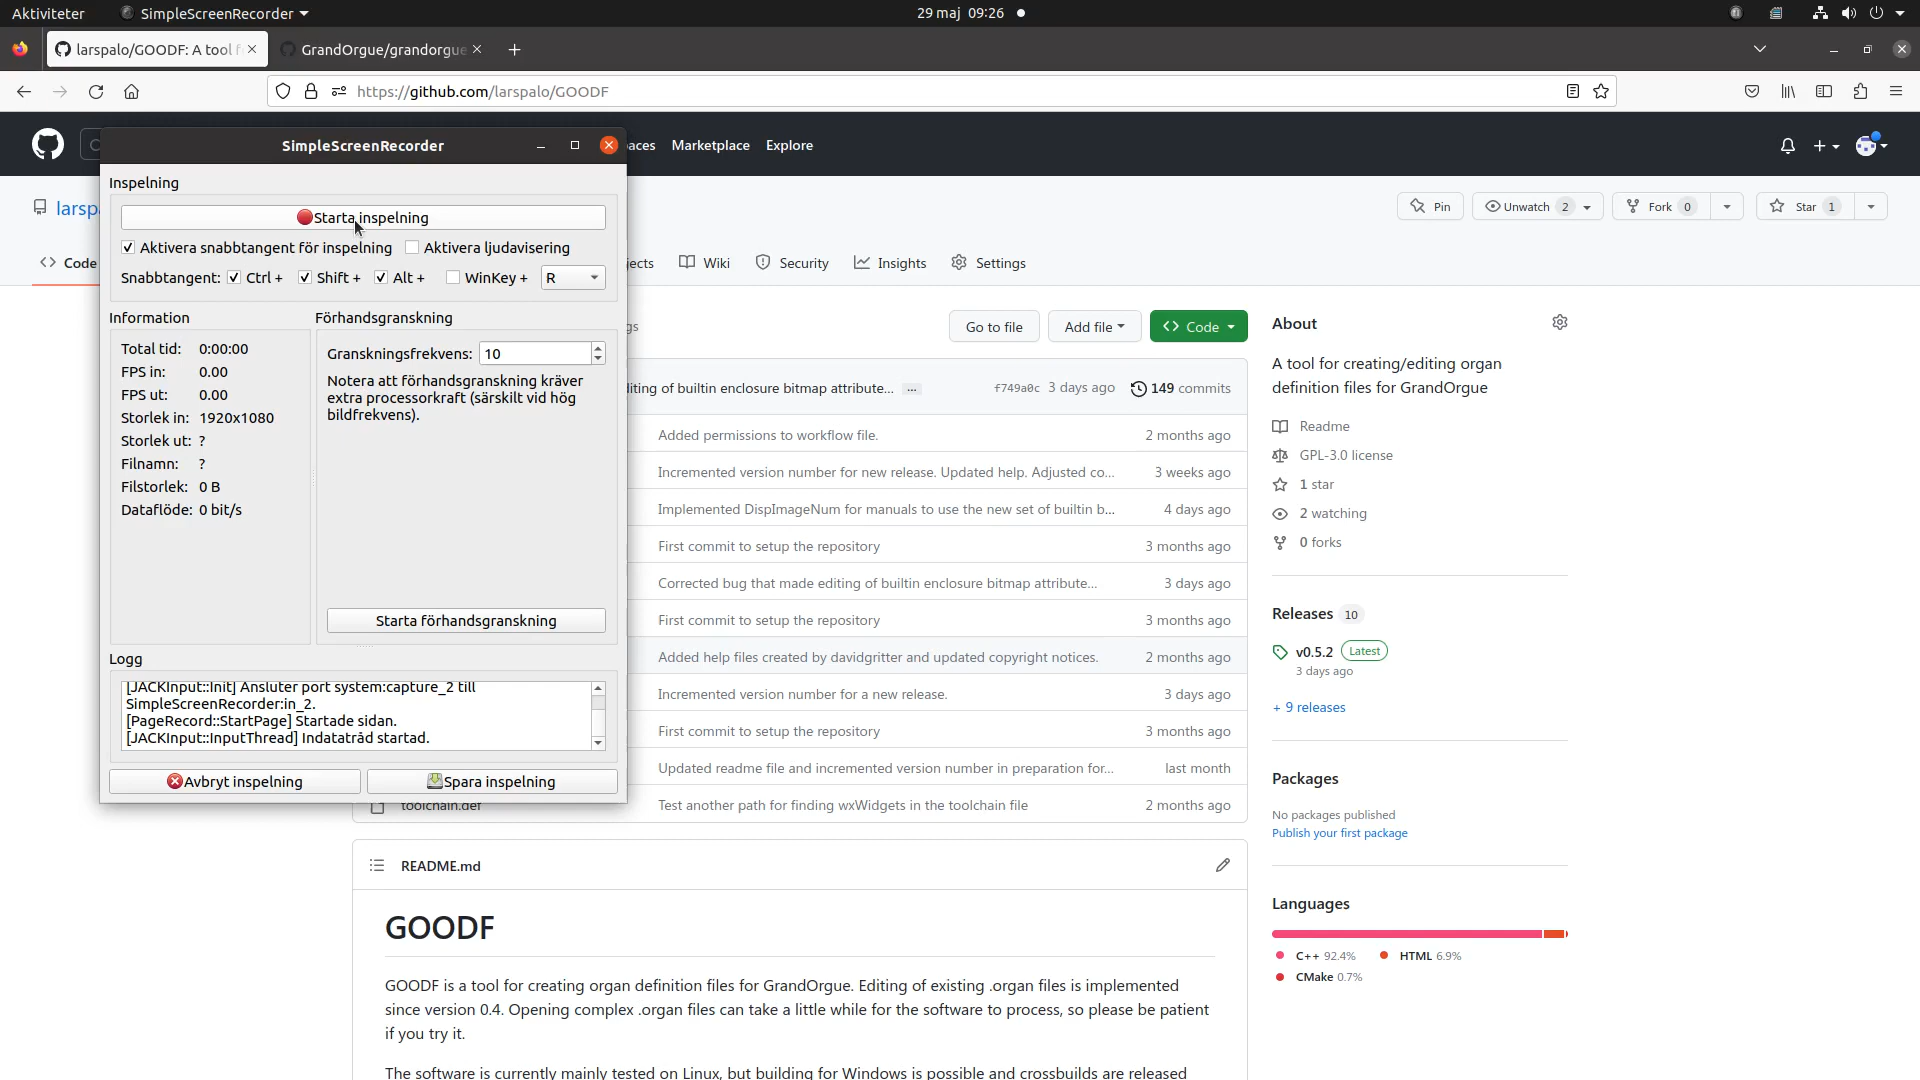 Aktiviteter
SimpleScreenRecorder
29 maj 09:26
larspalo/GOODF: A tool f
GrandOrgue/grandorgue
https://github.com/larspalo/GOODF
SimpleScreenRecorder
aces
Marketplace
Explore
Inspelning
larsp
Starta inspelning
Pin
Unwatch 2
Fork 0
Star 1
Aktivera snabbtangent för inspelning
Aktivera ljudavisering
Code
jects
Wiki
Security
Insights
Settings
Snabbtangent: Ctrl + Shift + Alt + WinKey + R
Information
Förhandsgranskning
gs
Go to file
Add file
Code
About
Total tid: 0:00:00
FPS in: 0.00
FPS ut: 0.00
Storlek in: 1920x1080
Storlek ut: ?
Filnamn: ?
Filstorlek: 0 B
Dataflöde: 0 bit/s
Granskningsfrekvens: 10
Notera att förhandsgranskning kräver
extra processorkraft (särskilt vid hög
bildfrekvens).
Starta förhandsgranskning
Logg
[JACKInput::Init] Ansluter port system:capture_2 till
SimpleScreenRecorder:in_2.
[PageRecord::StartPage] Startade sidan.
[JACKInput::InputThread] Indatatråd startad.
Avbryt inspelning
Spara inspelning
diting of builtin enclosure bitmap attribute... ... f749a0c 3 days ago 149 commits
Added permissions to workflow file. 2 months ago
Incremented version number for new release. Updated help. Adjusted co... 3 weeks ago
Implemented DispImageNum for manuals to use the new set of builtin b... 4 days ago
First commit to setup the repository 3 months ago
Corrected bug that made editing of builtin enclosure bitmap attribute... 3 days ago
First commit to setup the repository 3 months ago
Added help files created by davidgritter and updated copyright notices. 2 months ago
Incremented version number for a new release. 3 days ago
First commit to setup the repository 3 months ago
Updated readme file and incremented version number in preparation for... last month
toolchain.def Test another path for finding wxWidgets in the toolchain file 2 months ago
README.md
GOODF
GOODF is a tool for creating organ definition files for GrandOrgue. Editing of existing .organ files is implemented
since version 0.4. Opening complex .organ files can take a little while for the software to process, so please be patient
if you try it.
The software is currently mainly tested on Linux, but building for Windows is possible and crossbuilds are released
A tool for creating/editing organ
definition files for GrandOrgue
Readme
GPL-3.0 license
1 star
2 watching
0 forks
Releases 10
v0.5.2 Latest
3 days ago
+ 9 releases
Packages
No packages published
Publish your first package
Languages
C++ 92.4%
HTML 6.9%
CMake 0.7%